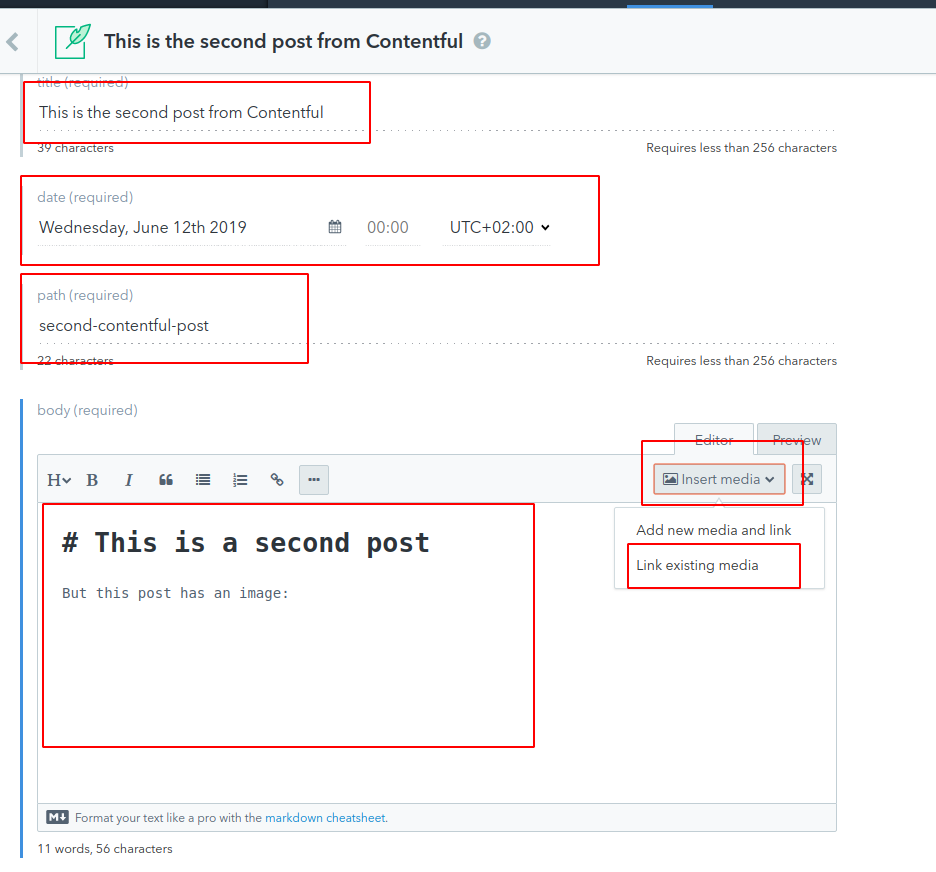 This is the second post from Contentful ?
title (required)
This is the second post from Contentful
39 characters Requires less than 256 characters
date (required)
Wednesday, June 12th 2019 00:00 UTC+02:00
path (required)
second-contentful-post
22 characters Requires less than 256 characters
body (required)
Editor Preview
H B I Insert media
Add new media and link
Link existing media
# This is a second post
But this post has an image:
M Format your text like a pro with the markdown cheatsheet.
11 words, 56 characters